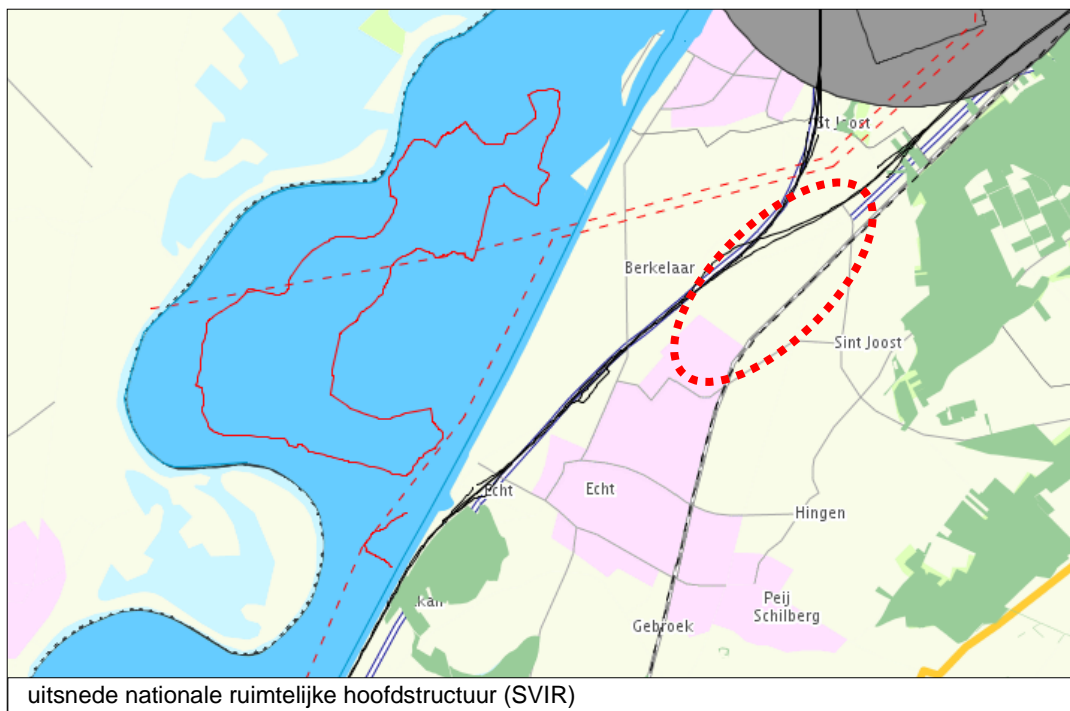 St Joost
Berkelaar
Sint Joost
Echt
Echt
Hingen
Peij
Schilberg
Gebroek
uitsnede nationale ruimtelijke hoofdstructuur (SVIR)